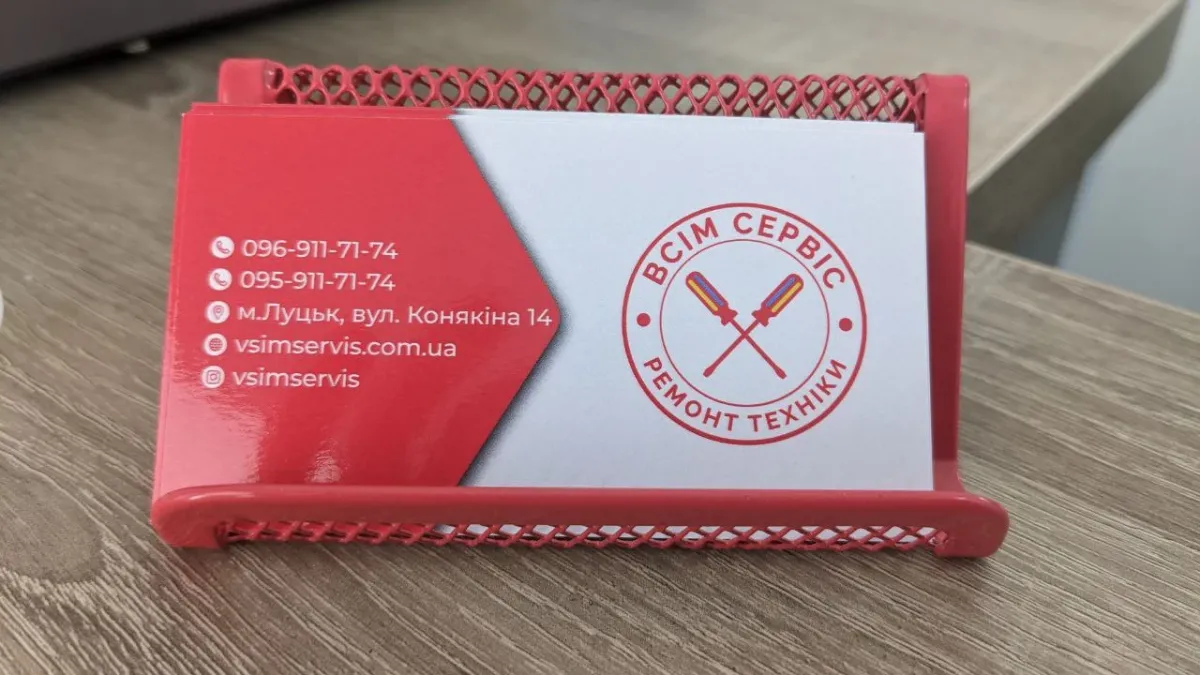 096-911-71-74
095-911-71-74
м.Луцьк, вул. Конякіна 14
vsimservis.com.ua
vsimservis
ВСІМ СЕРВІС
РЕМОНТ ТЕХНІКИ